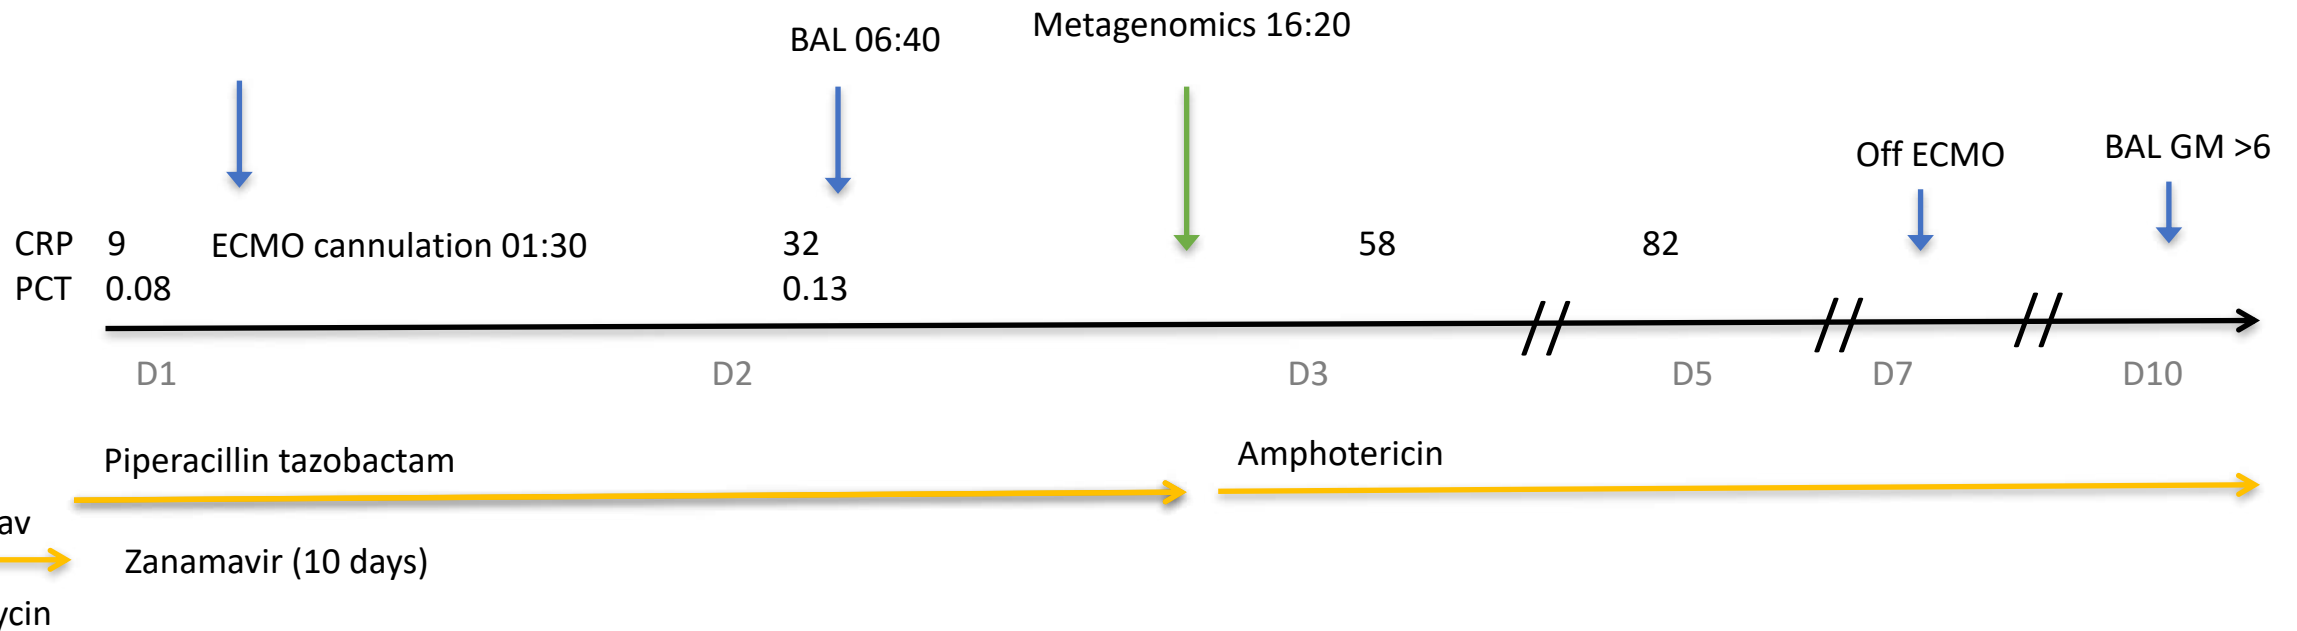 Metagenomics 16:20
BAL 06:40
Off ECMO
BAL GM >6
CRP 9 ECMO cannulation 01:30 32 58 82
PCT 0.08 0.13
D1 D2 D3 D5 D7 D10
Piperacillin tazobactam
Amphotericin
av
Zanamavir (10 days)
ycin